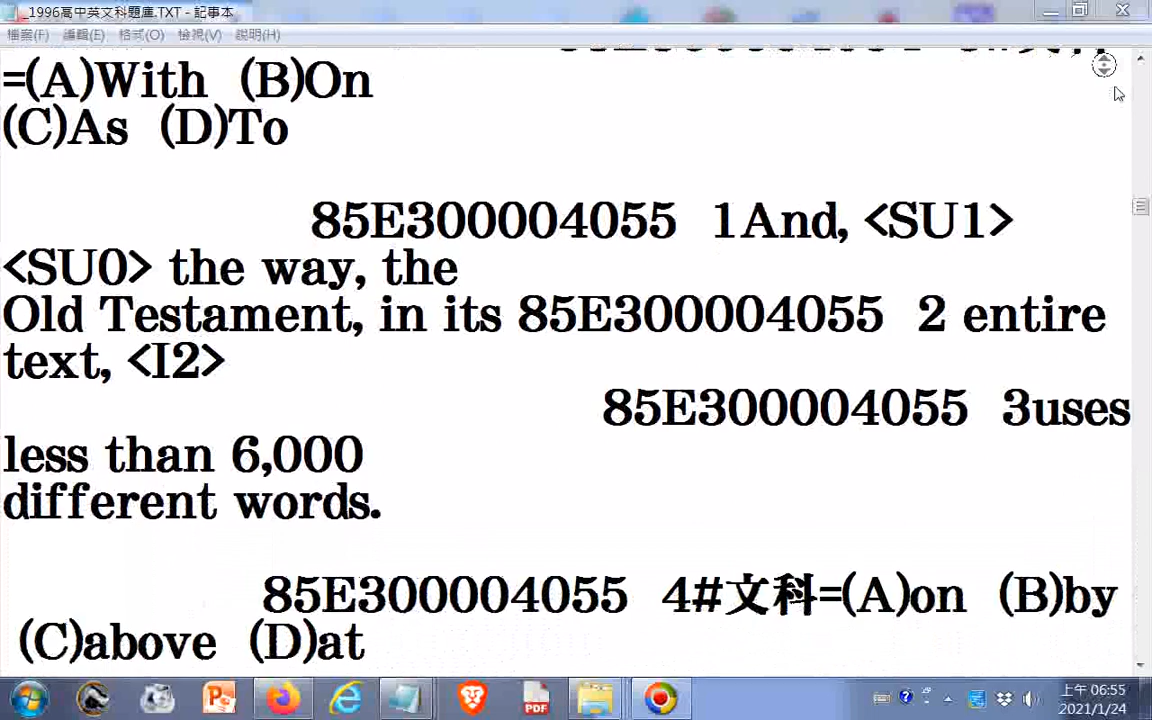 _1996高中英文科題庫.TXT - 記事本
檔案(F) 編輯(E) 格式(O) 檢視(V) 說明(H)
=(A)With (B)On
(C)As (D)To
85E300004055 1And, <SU1>
<SU0> the way, the
Old Testament, in its 85E300004055 2 entire
text, <I2>
85E300004055 3uses
less than 6,000
different words.
85E300004055 4#文科=(A)on (B)by
(C)above (D)at
PDF
上午 06:55
2021/1/24